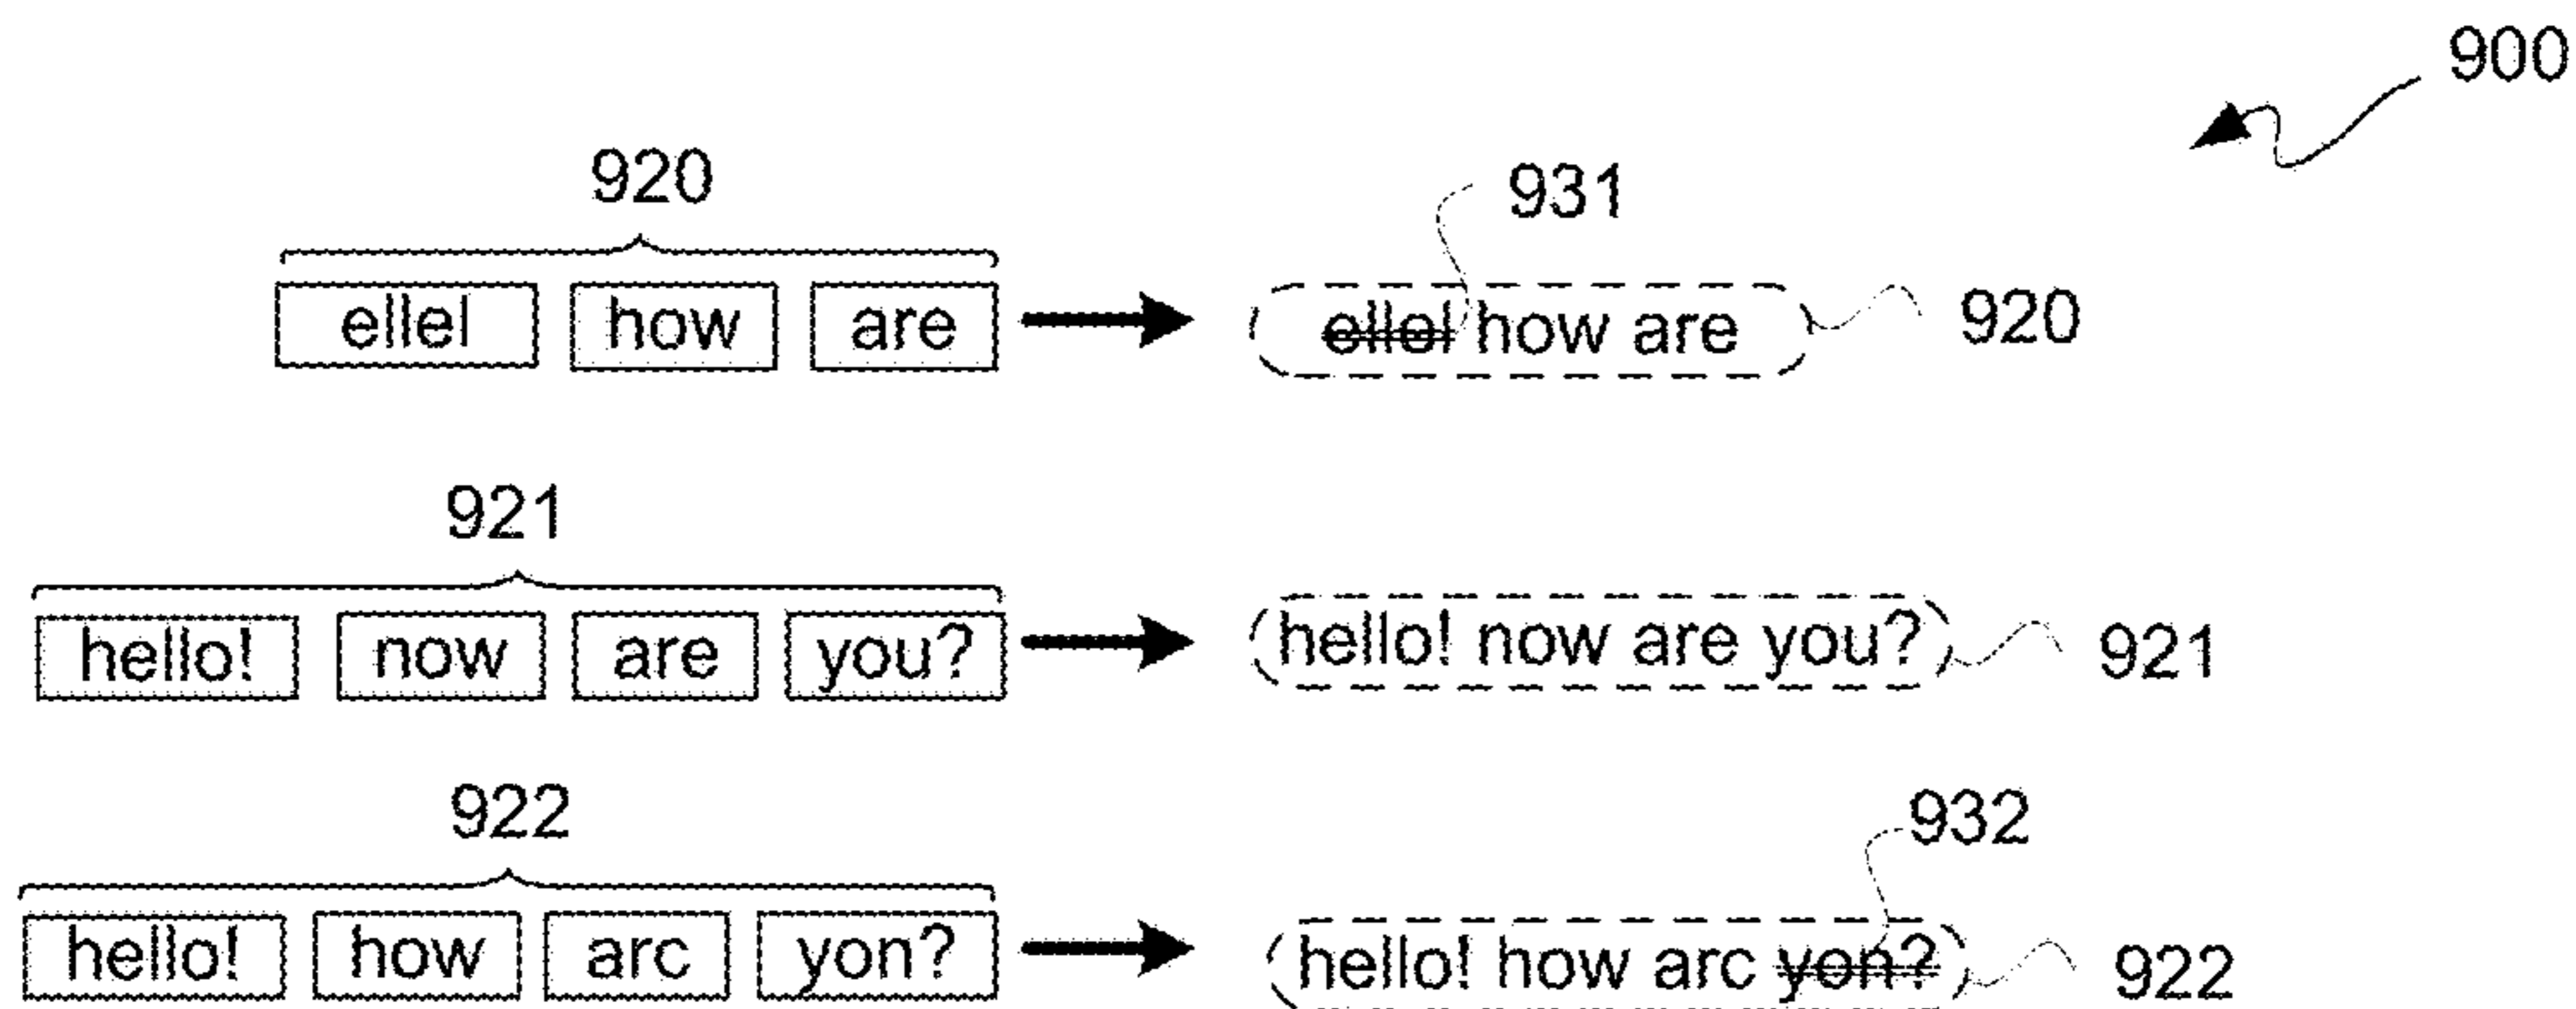 900
920 931
ellel how are ellel how are 920
921
hello! now are you? hello! now are you? 921
922 932
hello! how arc yon? hello! how arc yon? 922